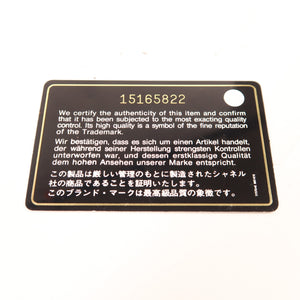 15165822
We certify the authenticity of this item and confirm
that it has been subjected to the most exacting quality
control. Its high quality is a symbol of the fine reputation
of the Trademark.
Wir bestätigen, dass es sich um einen Artikel handelt,
der während seiner Herstellung strengsten Kontrollen
unterworfen war, und dessen erstklassige Qualität
dem hohen Ansehen unserer Marke entspricht.
この製品は厳しい管理のもとに製造されたシャネル
社の商品であることを証明いたします。
このブランド・マークは最高級品質の象徴です。